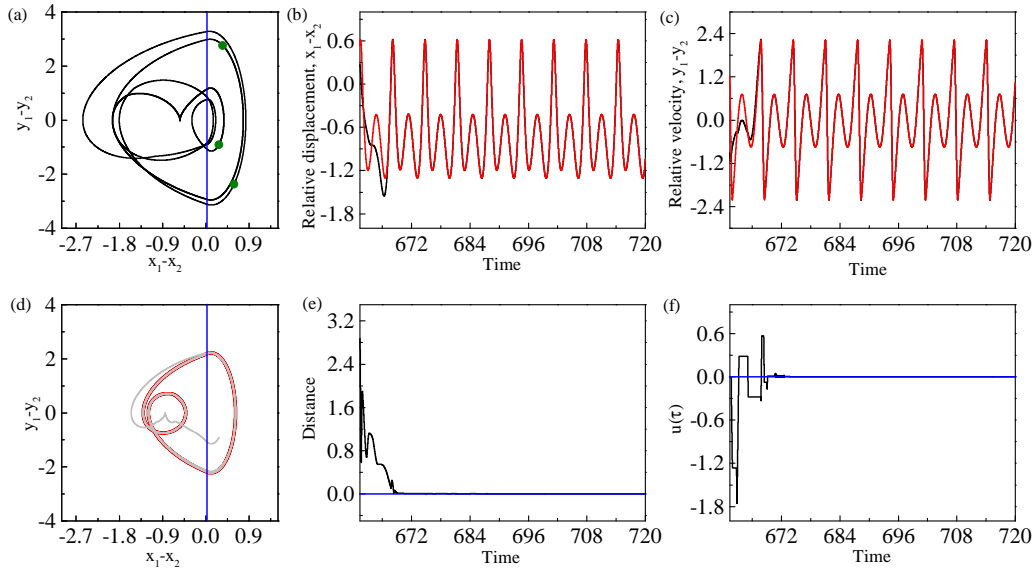 (a)
4
2
0
-2
-4
y₁-y₂
-2.7 -1.8 -0.9 0.0 0.9
x₁-x₂
(b)
0.6
0.0
-0.6
-1.2
-1.8
Relative displacement, x₁-x₂
672 684 696 708 720
Time
(c)
2.4
1.2
0.0
-1.2
-2.4
Relative velocity, y₁-y₂
672 684 696 708 720
Time
(d)
4
2
0
-2
-4
y₁-y₂
-2.7 -1.8 -0.9 0.0 0.9
x₁-x₂
(e)
3.2
2.4
1.6
0.8
0.0
Distance
672 684 696 708 720
Time
(f)
0.6
0.0
-0.6
-1.2
-1.8
u(τ)
672 684 696 708 720
Time